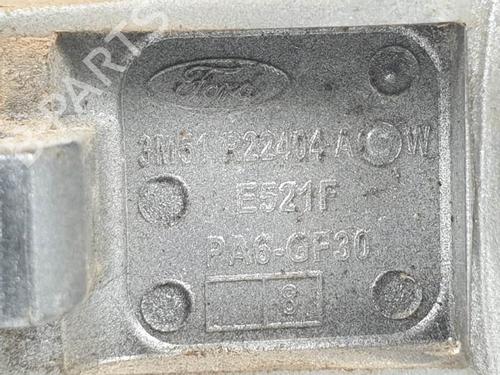 Ford
3M51 R22404 A W
E521F
PA6-GF30
8
PARTS